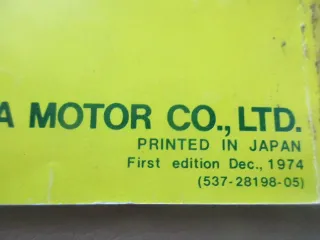 A MOTOR CO., LTD.
PRINTED IN JAPAN
First edition Dec., 1974
(537-28198-05)